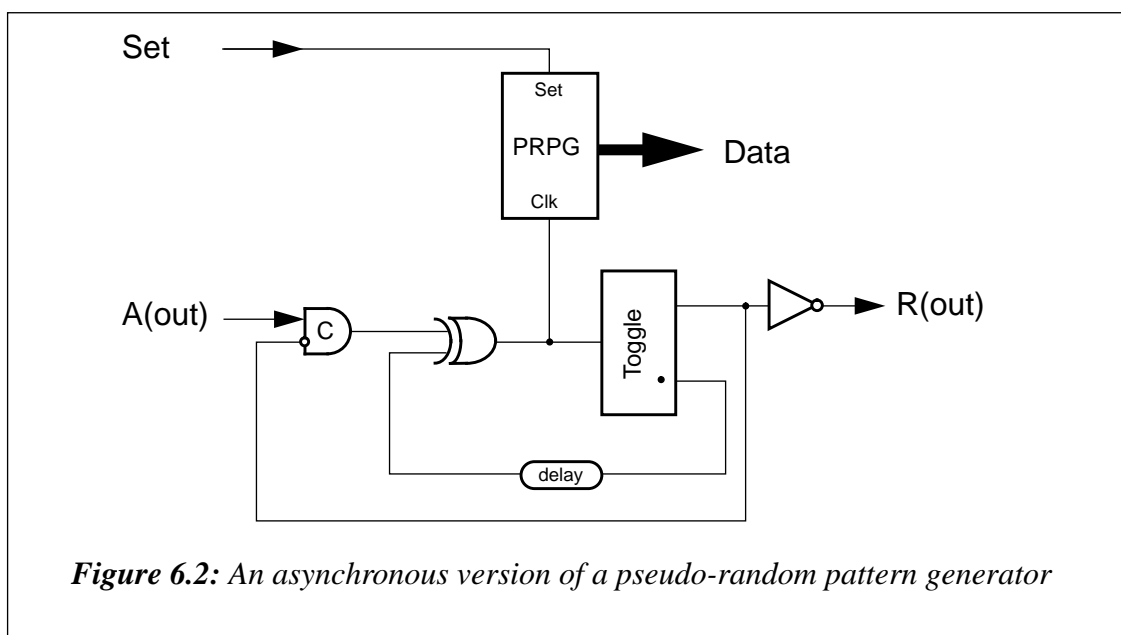 Set
Set
PRPG
Data
Clk
A(out)
C
Toggle
R(out)
delay
Figure 6.2: An asynchronous version of a pseudo-random pattern generator